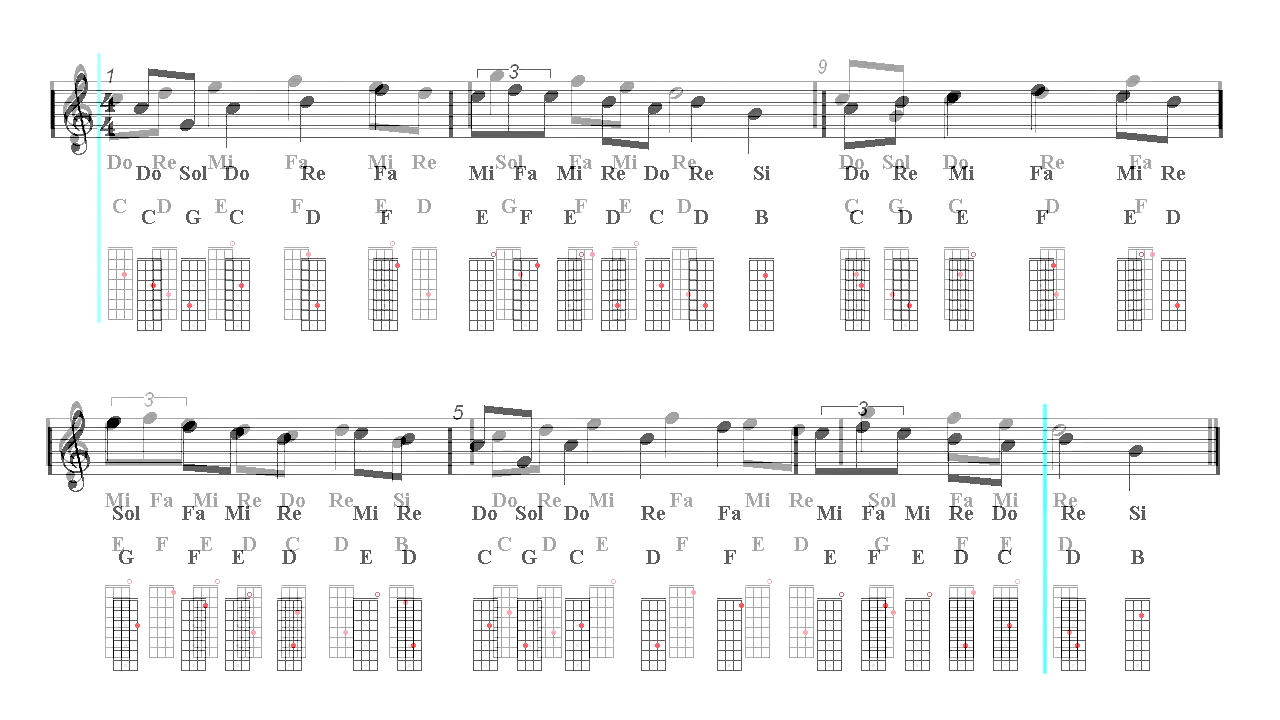 1 3 9
4
4
Do Re Mi Fa Mi Re Sol Fa Mi Re Do Sol Do Re Fa
Do Sol Do Re Fa Mi Fa Mi Re Do Re Si Do Re Mi Fa Mi Re
C D E F E D G F E D C G C D F
C G C D F E F E D C D B C D E F E D
3 5 3
Mi Fa Mi Re Do Re Si Do Re Mi Fa Mi Re Sol Fa Mi Re
Sol Fa Mi Re Mi Re Do Sol Do Re Fa Mi Fa Mi Re Do Re Si
E F E D C D B C D E F E D G F E D
G F E D E D C G C D F E F E D C D B